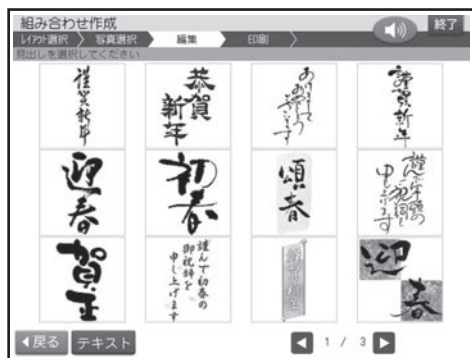 組み合わせ作成
終了
レイアウト選択 写真選択 編集 印刷
見出しを選択してください
謹賀新年
恭賀
新年
あけまして
おめでとう
ございます
謹賀新年
迎春
初春
頌春
謹んで年頭の
祝詞を
申し上げます
賀正
謹んで初春の
御祝辞を
申し上げます
謹賀新年
迎春
戻る テキスト 1 / 3